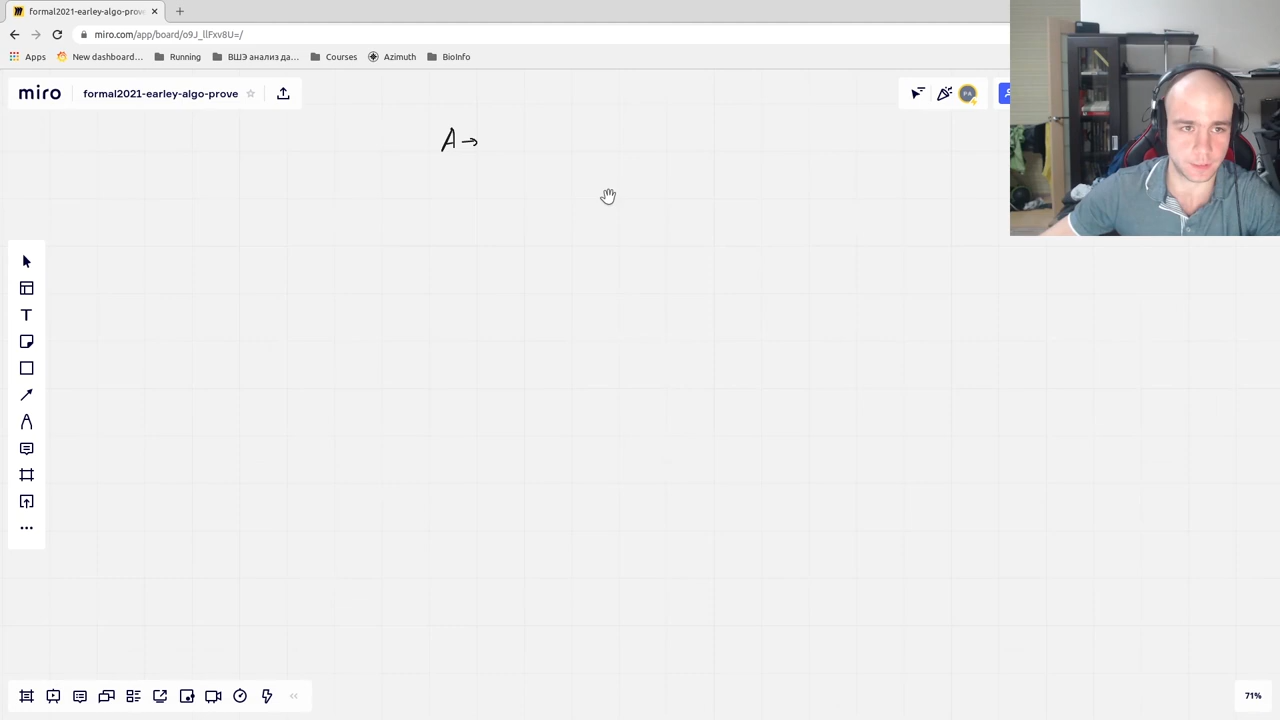 formal2021-earley-algo-prove
miro.com/app/board/o9J_llFxv8U=/
Apps New dashboard… Running ВШЭ анализ да… Courses Azimuth BioInfo
miro formal2021-earley-algo-prove
PA
A →
T
71%